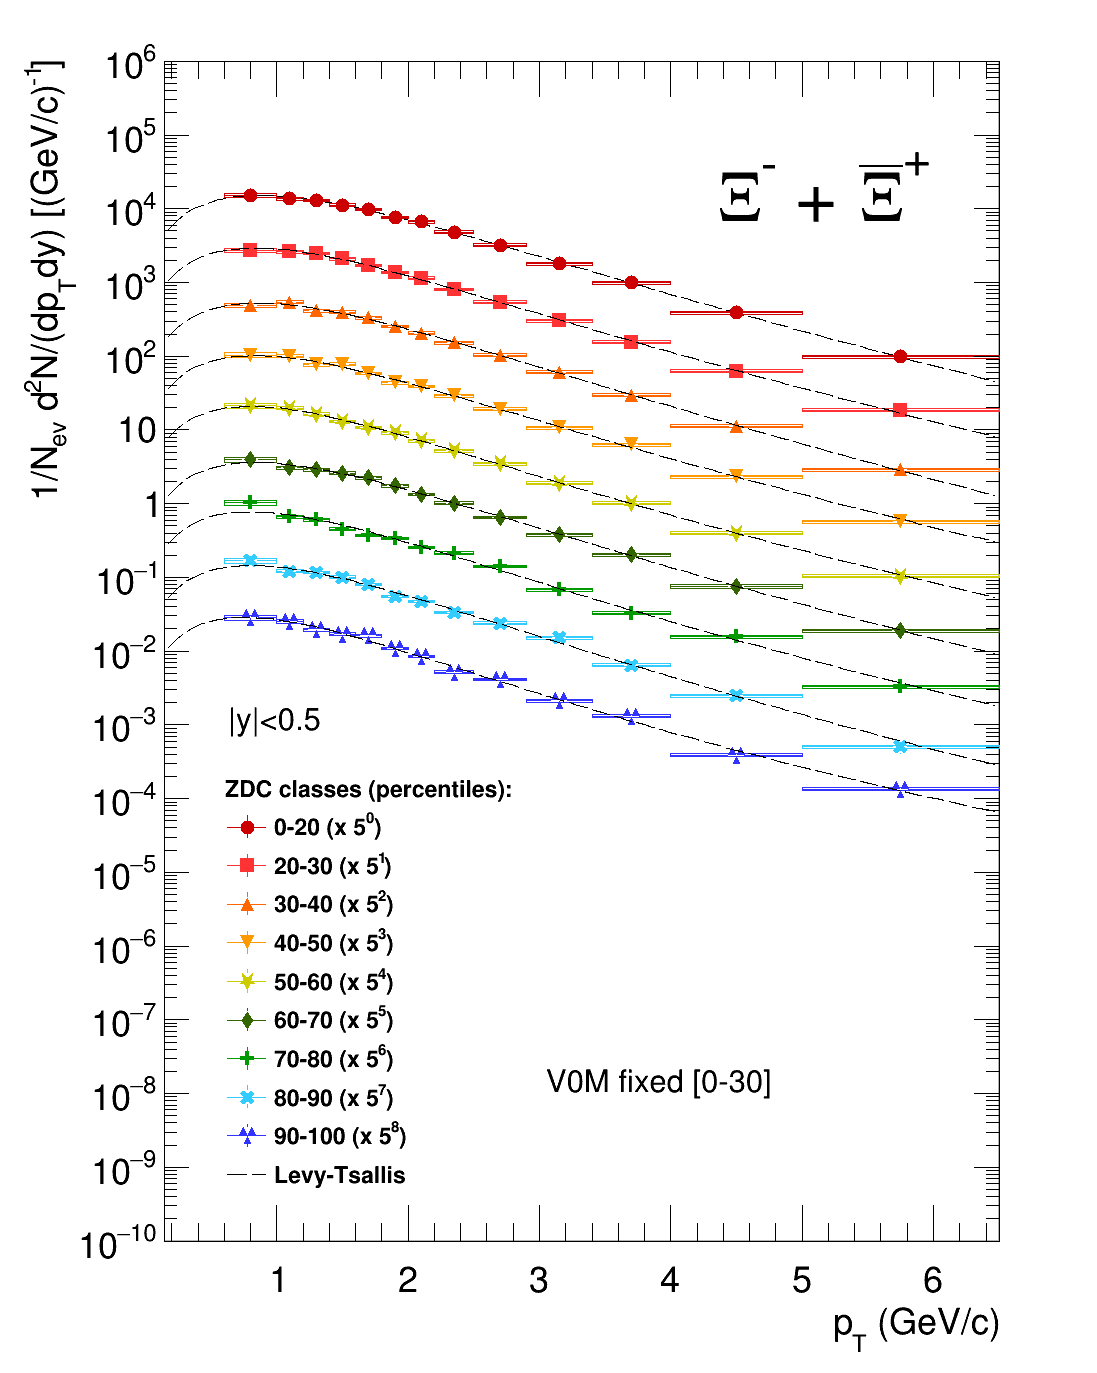 1/N_ev d²N/(dp_Tdy) [(GeV/c)⁻¹]
10⁶
10⁵
10⁴
10³
10²
10
1
10⁻¹
10⁻²
10⁻³
10⁻⁴
10⁻⁵
10⁻⁶
10⁻⁷
10⁻⁸
10⁻⁹
10⁻¹⁰
Ξ⁻ + Ξ̅⁺
|y|<0.5
ZDC classes (percentiles):
0-20 (x 5⁰)
20-30 (x 5¹)
30-40 (x 5²)
40-50 (x 5³)
50-60 (x 5⁴)
60-70 (x 5⁵)
70-80 (x 5⁶)
80-90 (x 5⁷)
90-100 (x 5⁸)
Levy-Tsallis
V0M fixed [0-30]
1 2 3 4 5 6
p_T (GeV/c)